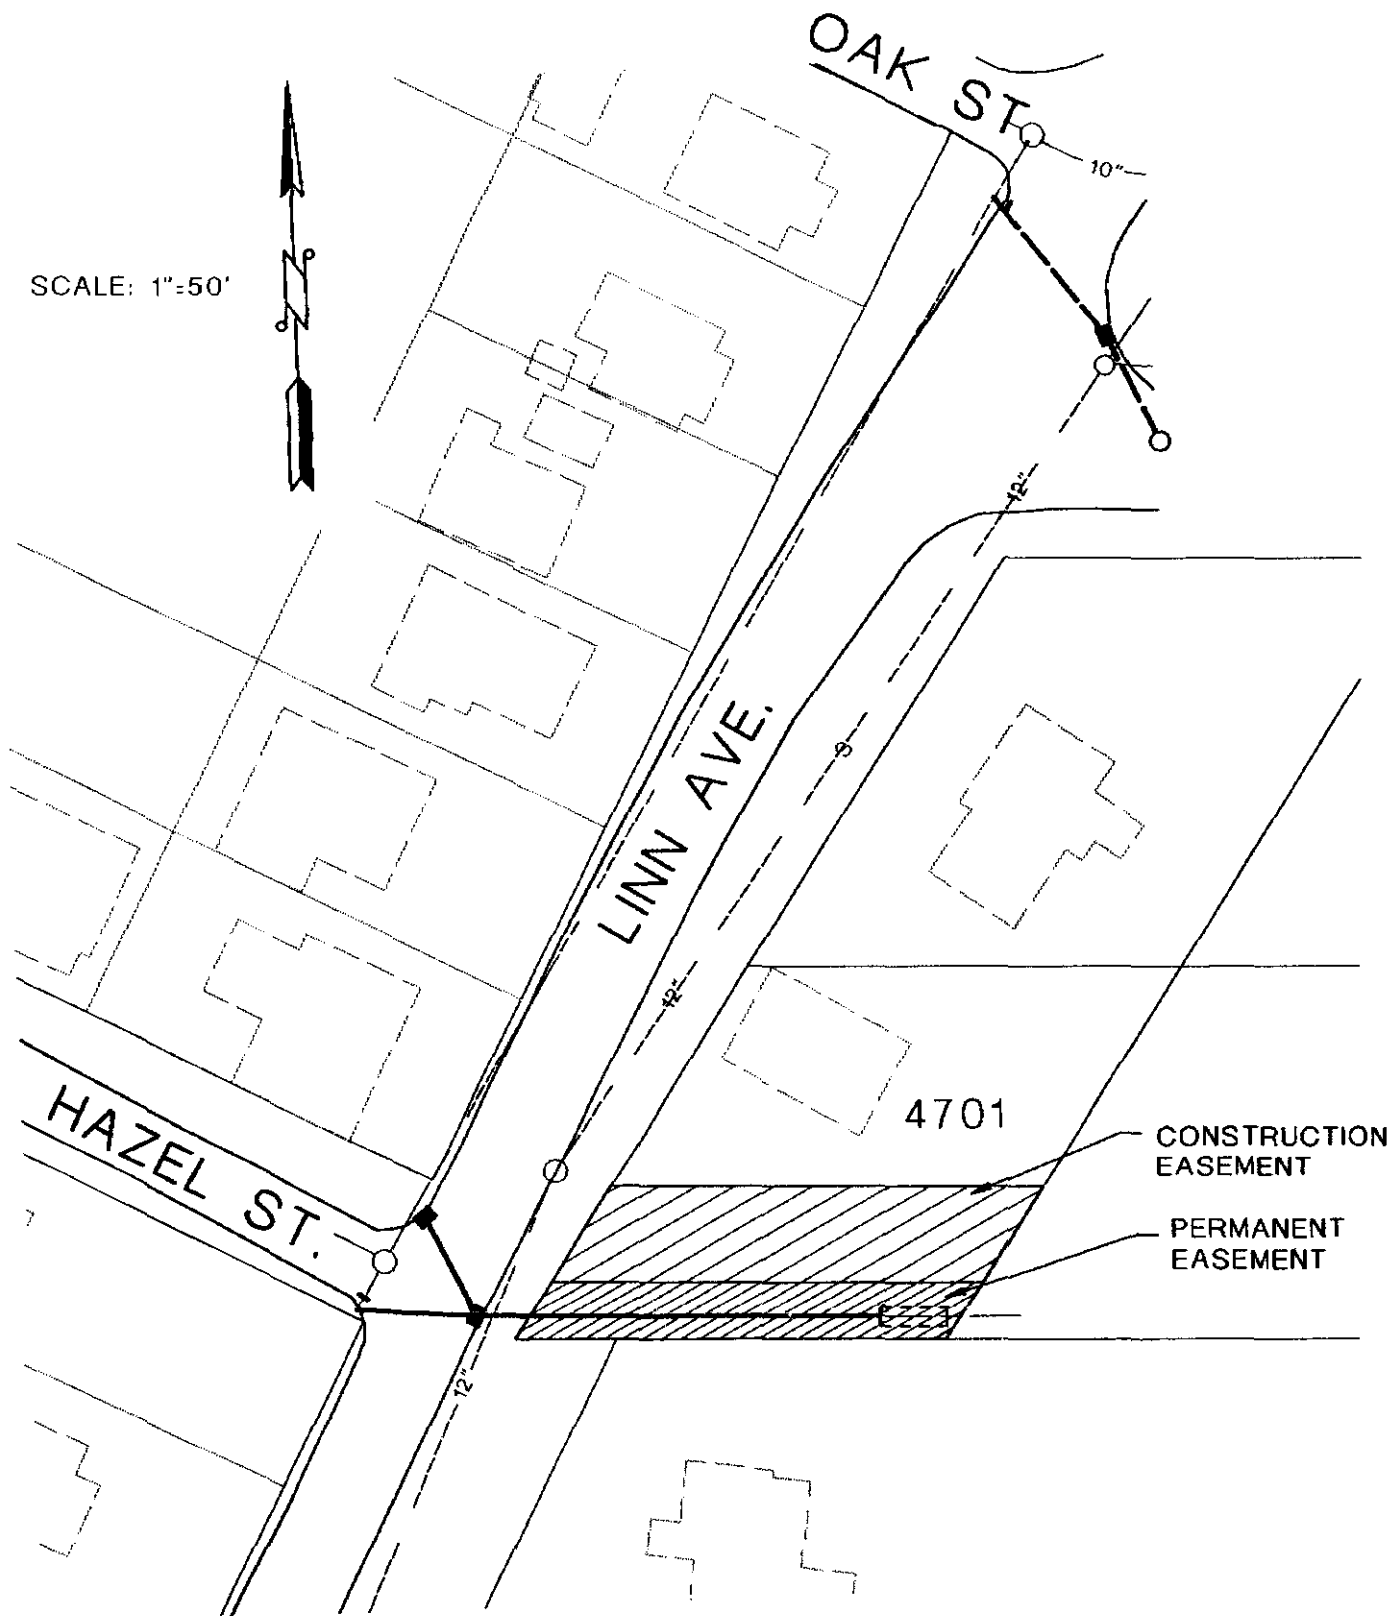 OAK ST
10"
SCALE: 1"=50'
12"
S
LINN AVE.
12"
4701
HAZEL ST.
CONSTRUCTION
EASEMENT
PERMANENT
EASEMENT
12"